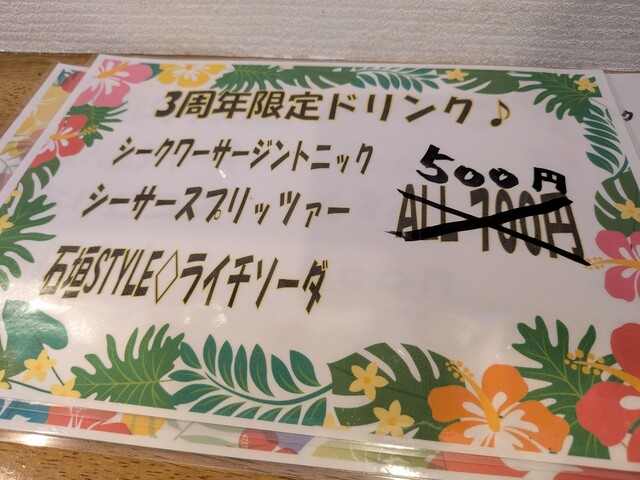 3周年限定ドリンク♪
シークワーサージントニック
シーサースプリッツァー
石垣STYLE◇ライチソーダ
500円
ALL 700円